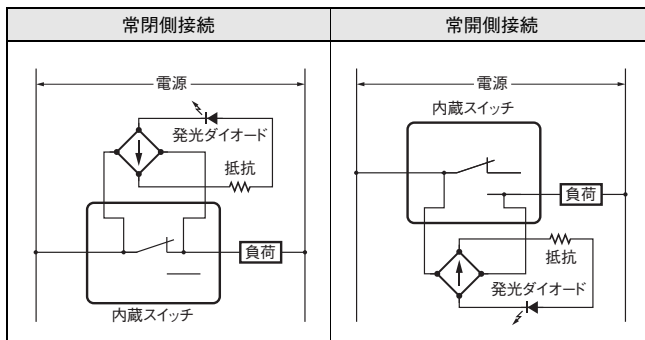 常閉側接続
常開側接続
電源
発光ダイオード
抵抗
負荷
内蔵スイッチ
電源
内蔵スイッチ
負荷
抵抗
発光ダイオード